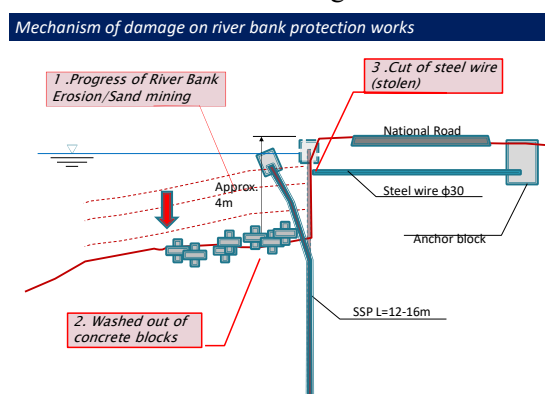 Mechanism of damage on river bank protection works
1 .Progress of River Bank
Erosion/Sand mining
3 .Cut of steel wire
(stolen)
National Road
Approx.
4m
Steel wire ф30
Anchor block
SSP L=12-16m
2. Washed out of
concrete blocks